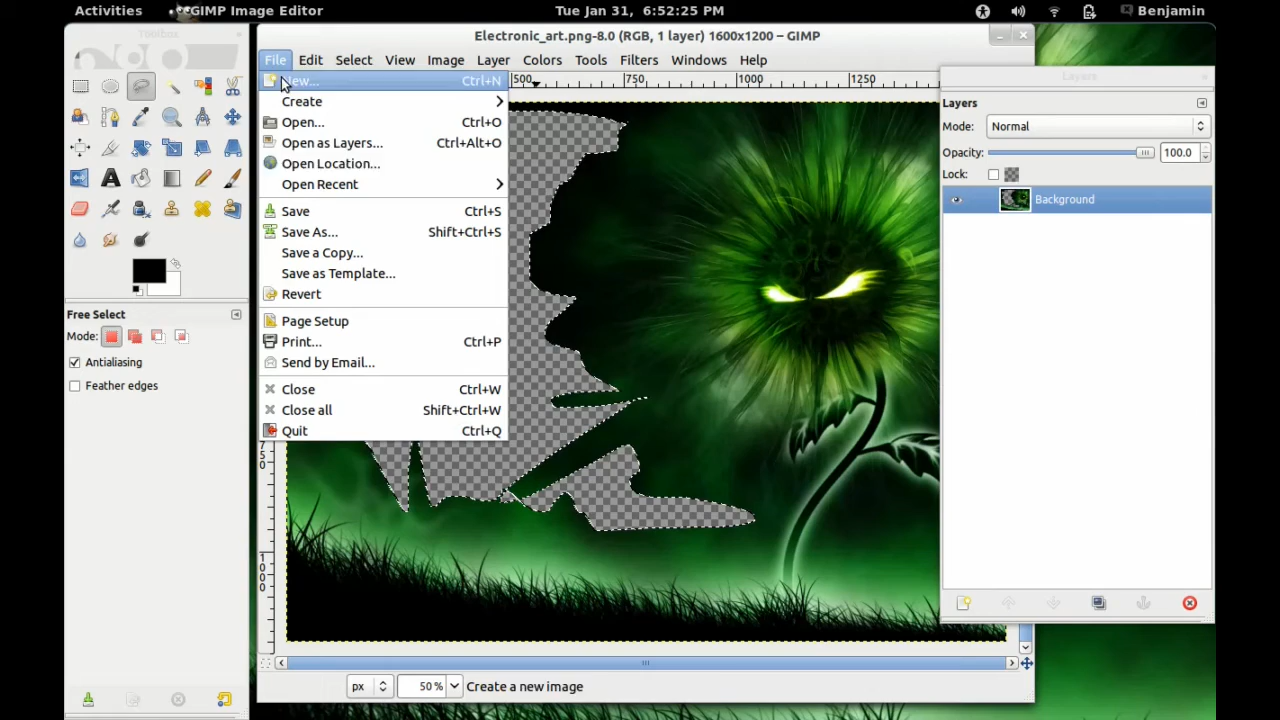 Activities GIMP Image Editor Tue Jan 31, 6:52:25 PM Benjamin
Toolbox
Electronic_art.png-8.0 (RGB, 1 layer) 1600x1200 – GIMP
File Edit Select View Image Layer Colors Tools Filters Windows Help
500 750 1000 1250
Layers
New... Ctrl+N
Create
Open... Ctrl+O
Open as Layers... Ctrl+Alt+O
Open Location...
Open Recent
Save Ctrl+S
Save As... Shift+Ctrl+S
Save a Copy...
Save as Template...
Revert
Page Setup
Print... Ctrl+P
Send by Email...
Close Ctrl+W
Close all Shift+Ctrl+W
Quit Ctrl+Q
750
1000
Layers
Mode: Normal
Opacity: 100.0
Lock:
Background
Free Select
Mode:
Antialiasing
Feather edges
px 50 % Create a new image